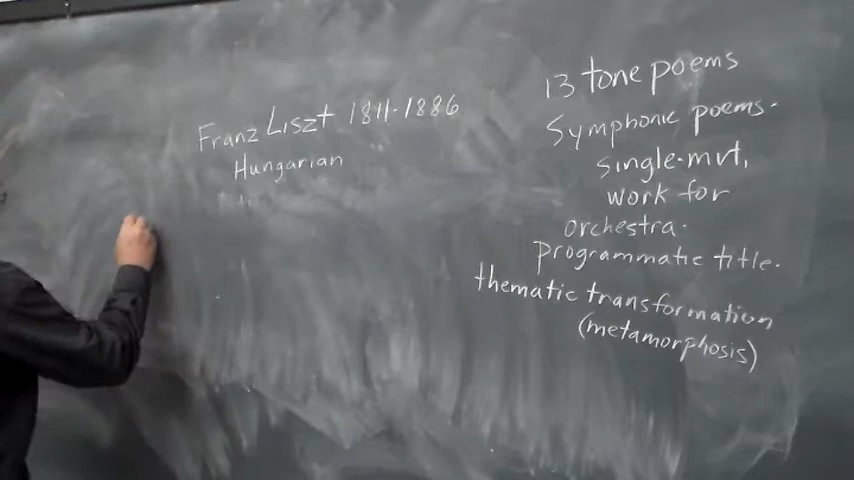 Franz Liszt 1811-1886
Hungarian
13 tone poems
Symphonic poems.
single-mvt.
work for
orchestra.
programmatic title.
thematic transformation
(metamorphosis)